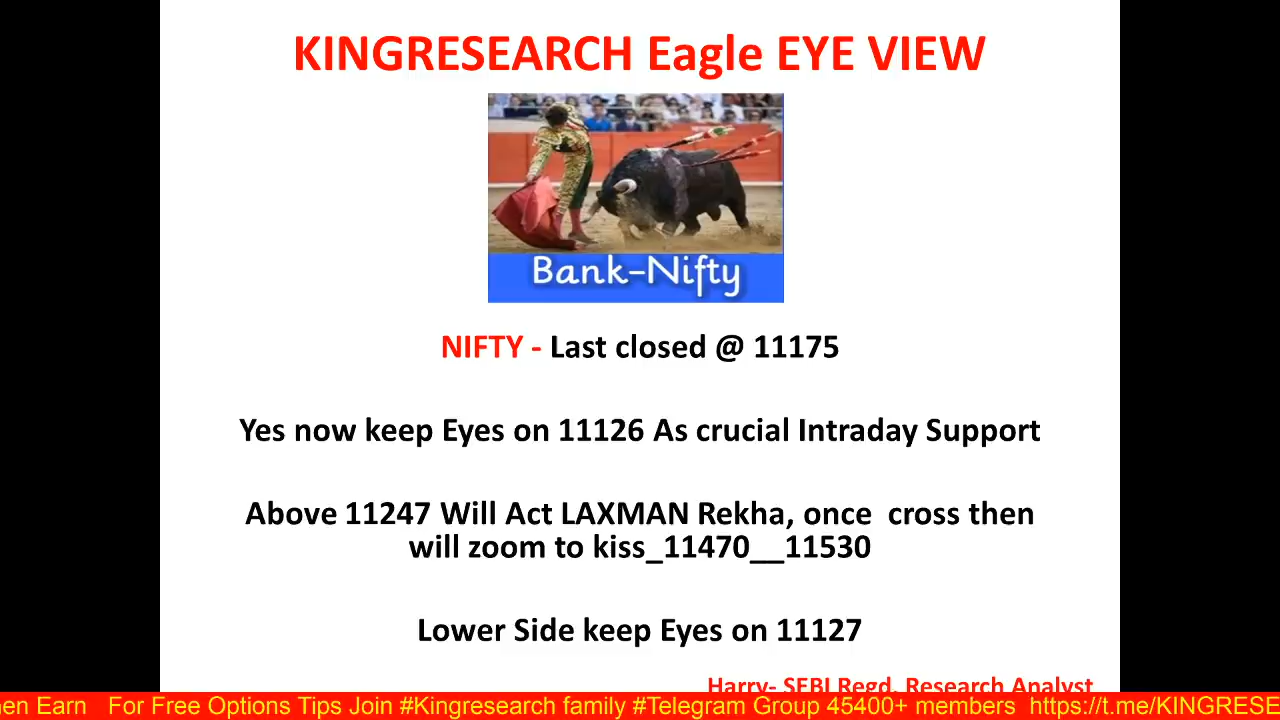 KINGRESEARCH Eagle EYE VIEW
Bank-Nifty
NIFTY - Last closed @ 11175
Yes now keep Eyes on 11126 As crucial Intraday Support
Above 11247 Will Act LAXMAN Rekha, once cross then
will zoom to kiss_11470__11530
Lower Side keep Eyes on 11127
Harry- SEBI Regd. Research Analyst
Earn For Free Options Tips Join #Kingresearch family #Telegram Group 45400+ members https://t.me/KINGRESE